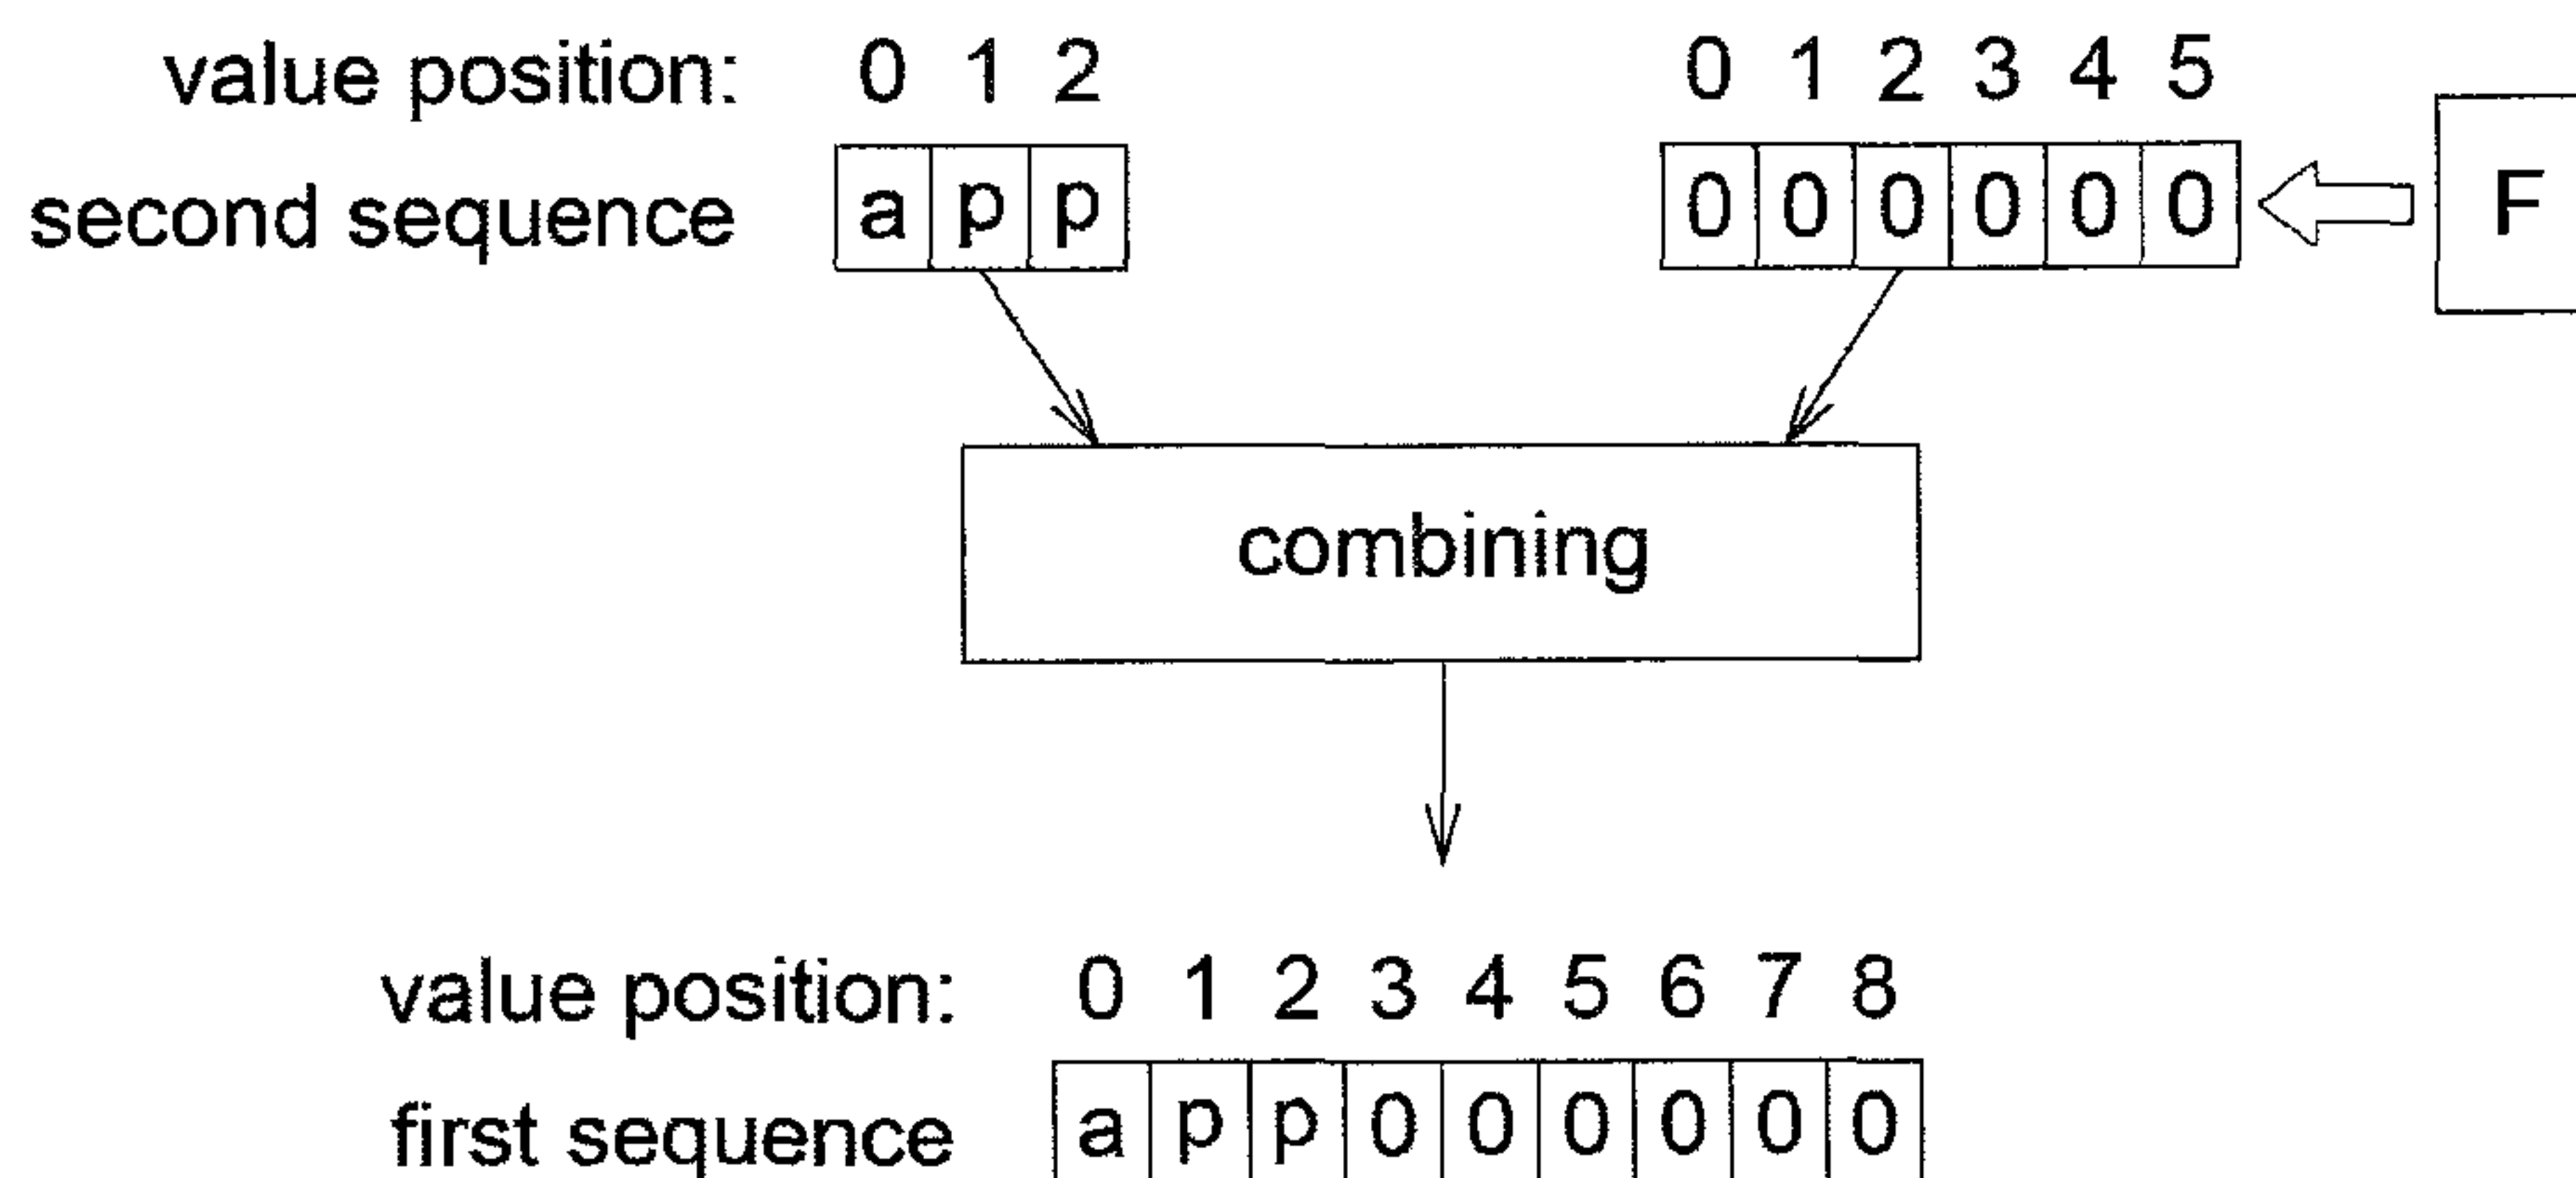 value position: 0 1 2 0 1 2 3 4 5
second sequence a p p 0 0 0 0 0 0 F
combining
value position: 0 1 2 3 4 5 6 7 8
first sequence a p p 0 0 0 0 0 0